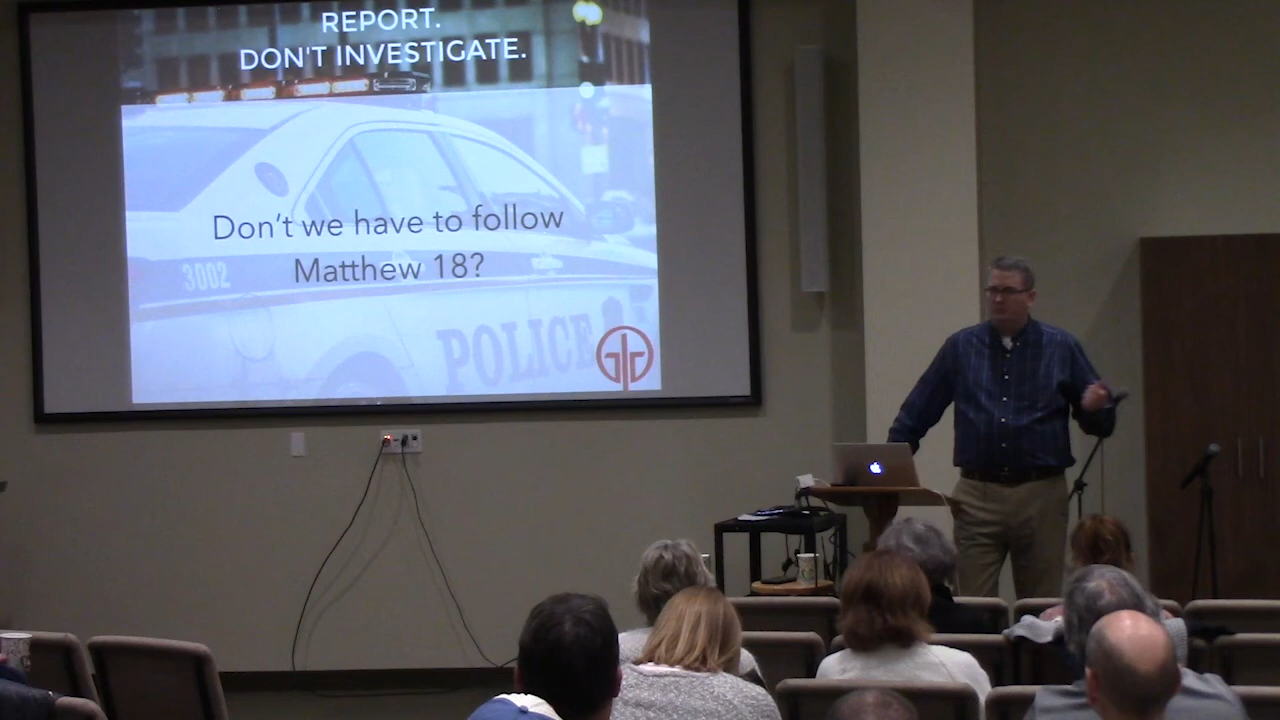 REPORT.
DON'T INVESTIGATE.
Don't we have to follow
Matthew 18?
3002
POLICE